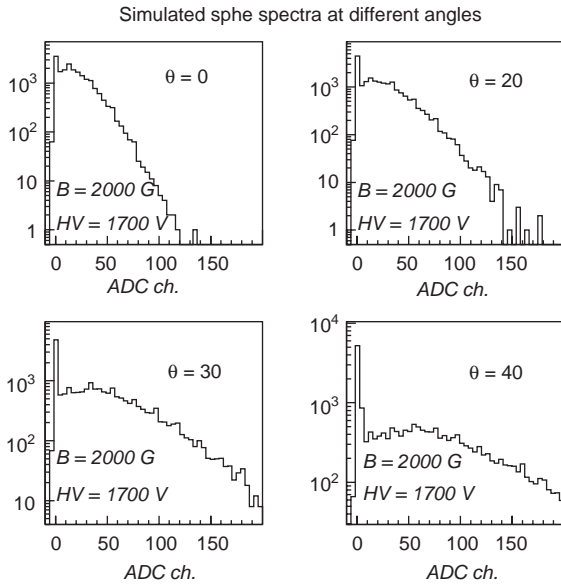 Simulated sphe spectra at different angles
10³
10²
10
1
θ = 0
B = 2000 G
HV = 1700 V
0 50 100 150
ADC ch.
10³
10²
10
1
θ = 20
B = 2000 G
HV = 1700 V
0 50 100 150
ADC ch.
10³
10²
10
θ = 30
B = 2000 G
HV = 1700 V
0 50 100 150
ADC ch.
10⁴
10³
10²
θ = 40
B = 2000 G
HV = 1700 V
0 50 100 150
ADC ch.